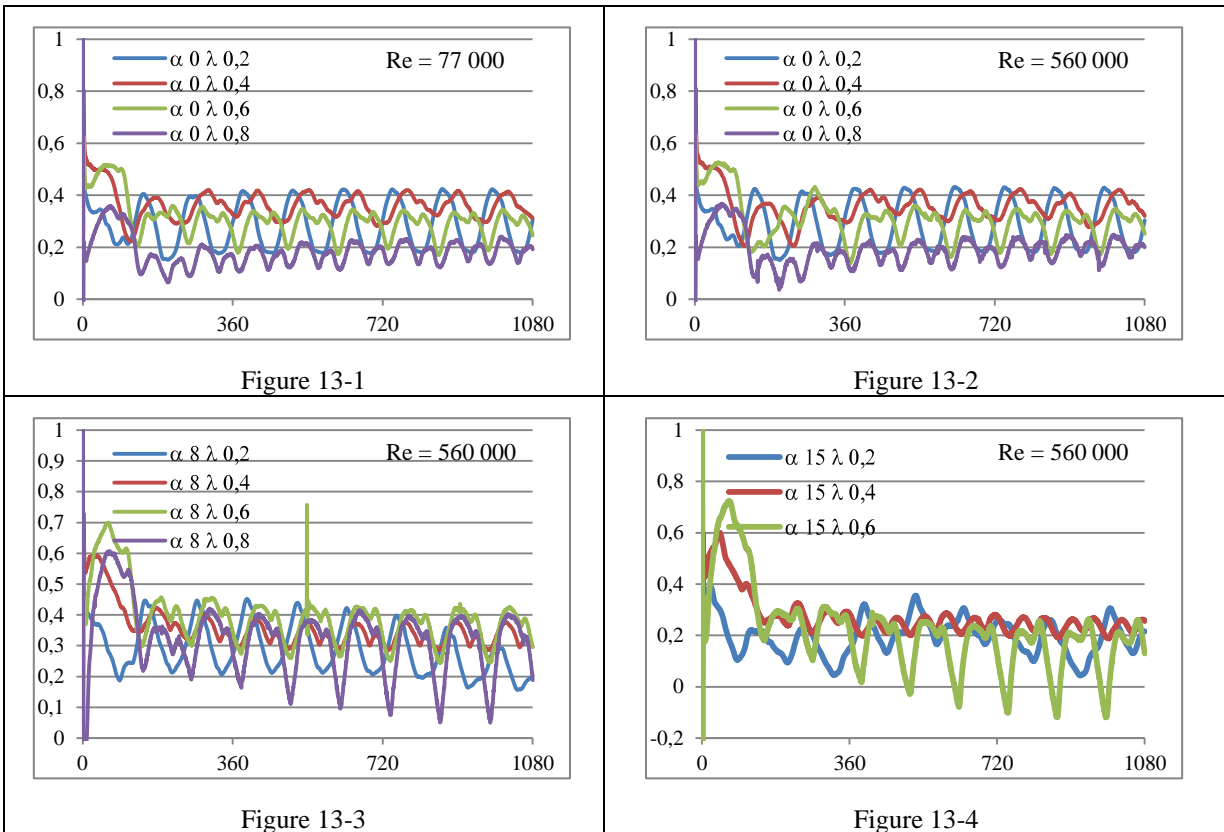 1
α 0 λ 0,2
Re = 77 000
0,8
α 0 λ 0,4
α 0 λ 0,6
0,6
α 0 λ 0,8
0,4
0,2
0
0 360 720 1080
Figure 13-1
1
α 0 λ 0,2
Re = 560 000
0,8
α 0 λ 0,4
α 0 λ 0,6
0,6
α 0 λ 0,8
0,4
0,2
0
0 360 720 1080
Figure 13-2
1
0,9
α 8 λ 0,2
Re = 560 000
0,8
α 8 λ 0,4
0,7
α 8 λ 0,6
0,6
α 8 λ 0,8
0,5
0,4
0,3
0,2
0,1
0
0 360 720 1080
Figure 13-3
1
α 15 λ 0,2
Re = 560 000
0,8
α 15 λ 0,4
0,6
α 15 λ 0,6
0,4
0,2
0
-0,2
0 360 720 1080
Figure 13-4